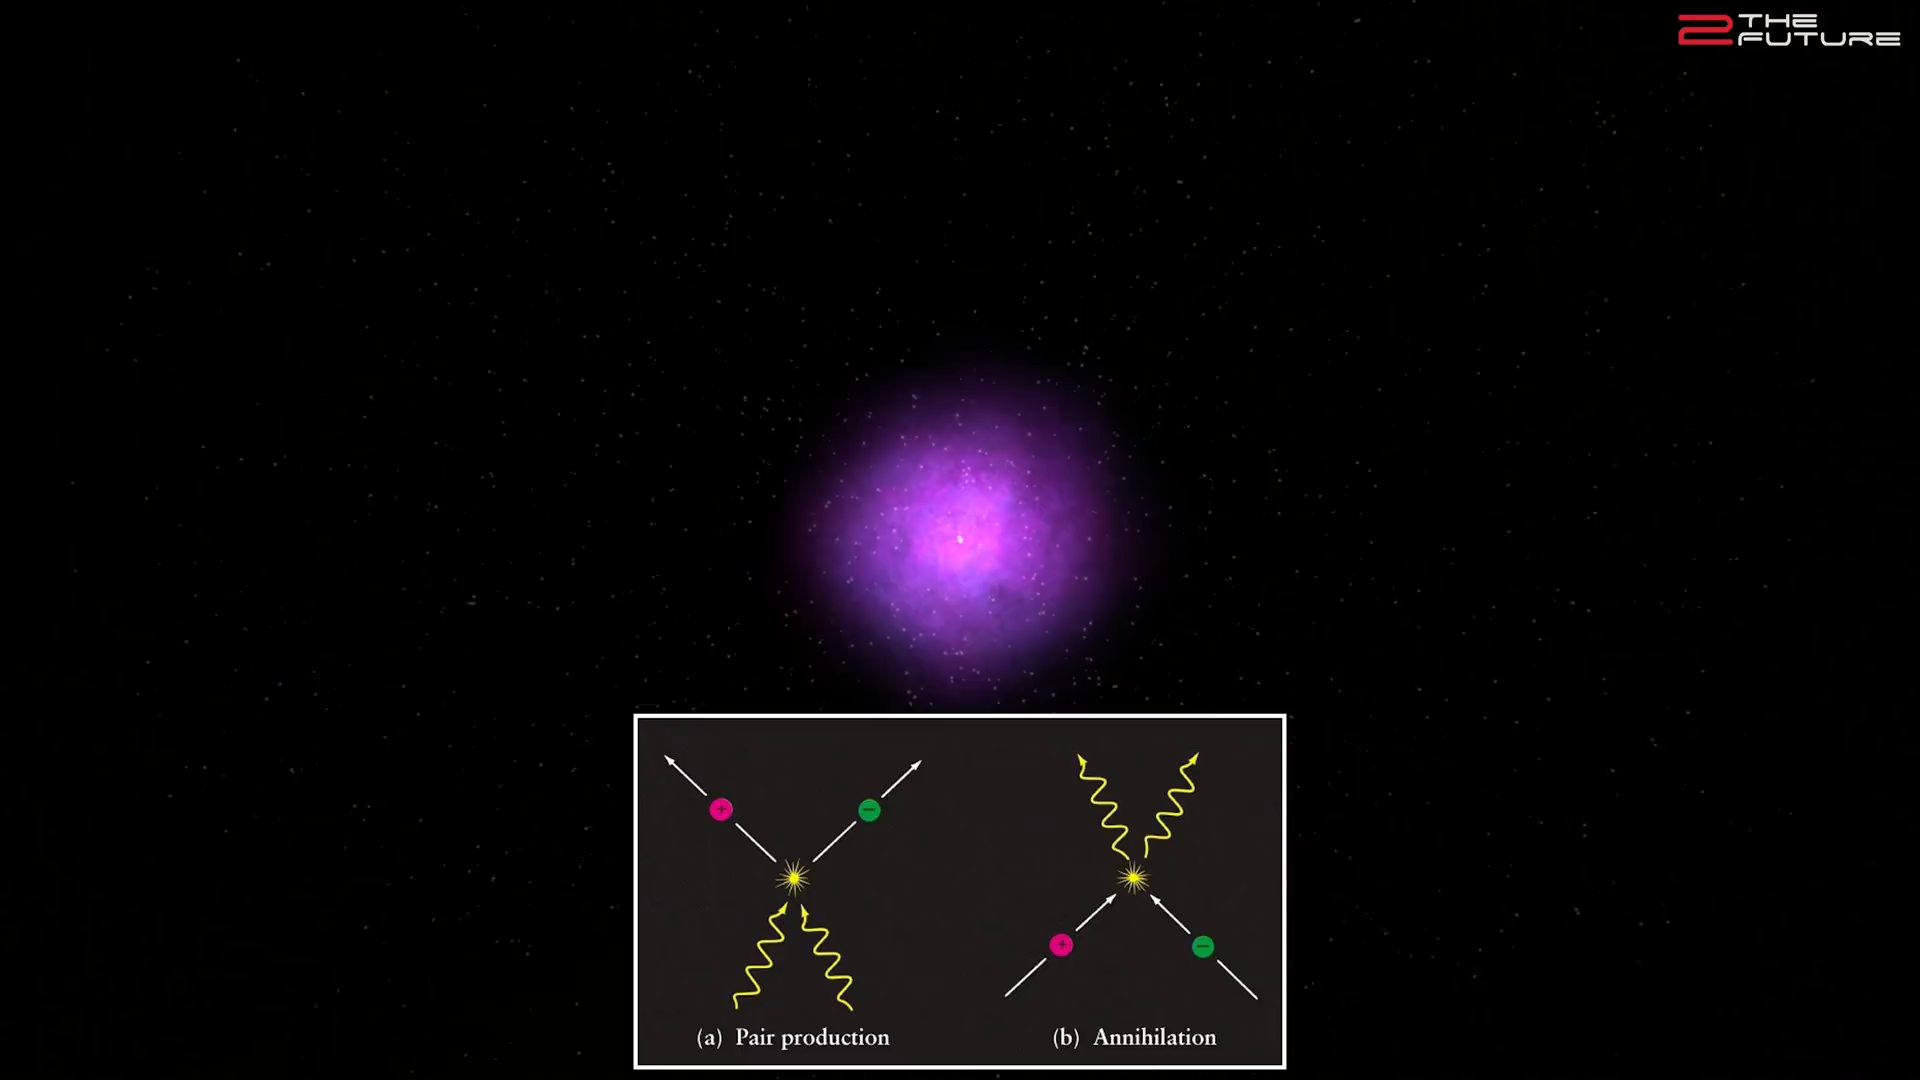 2 THE
FUTURE
+
−
+
−
(a) Pair production
(b) Annihilation